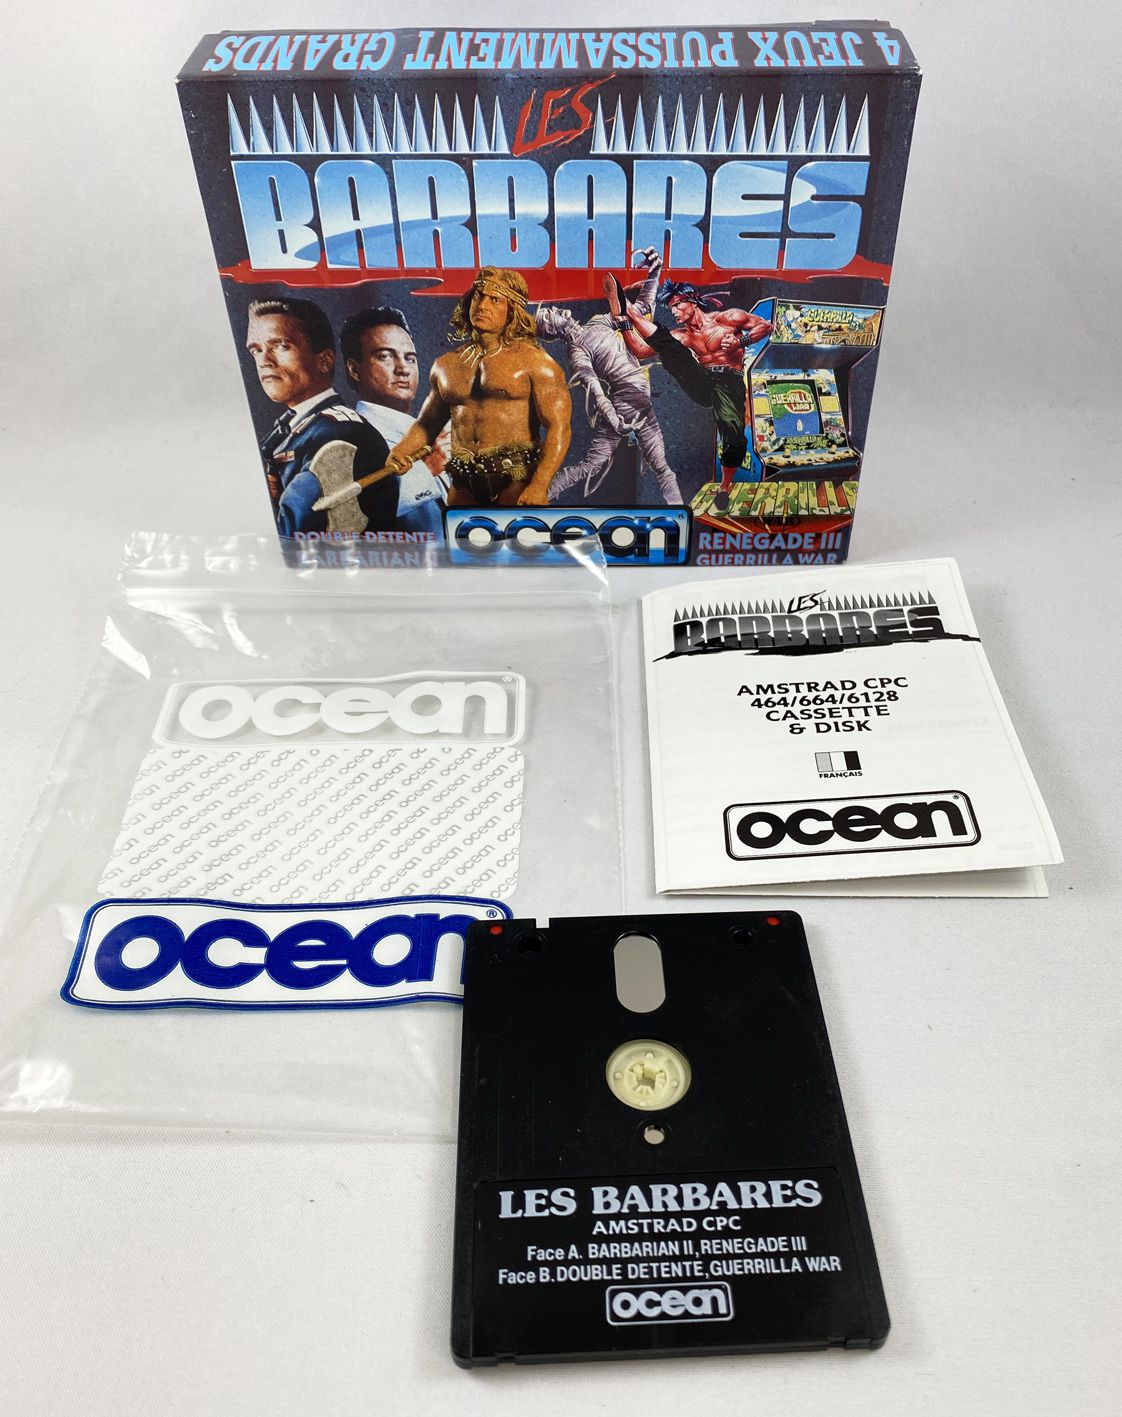 4 JEUX PUISSAMMENT GRANDS
LES
BARBARES
GUERRILLA
GUERRILLA
WAR
GUERRILLA
WAR
DOUBLE DETENTE
BARBARIAN II
ocean®
RENEGADE III
GUERRILLA WAR
ocean®
ocean®
LES
BARBARES
AMSTRAD CPC
464/664/6128
CASSETTE
& DISK
FRANÇAIS
ocean®
LES BARBARES
AMSTRAD CPC
Face A. BARBARIAN II, RENEGADE III
Face B. DOUBLE DETENTE, GUERRILLA WAR
ocean